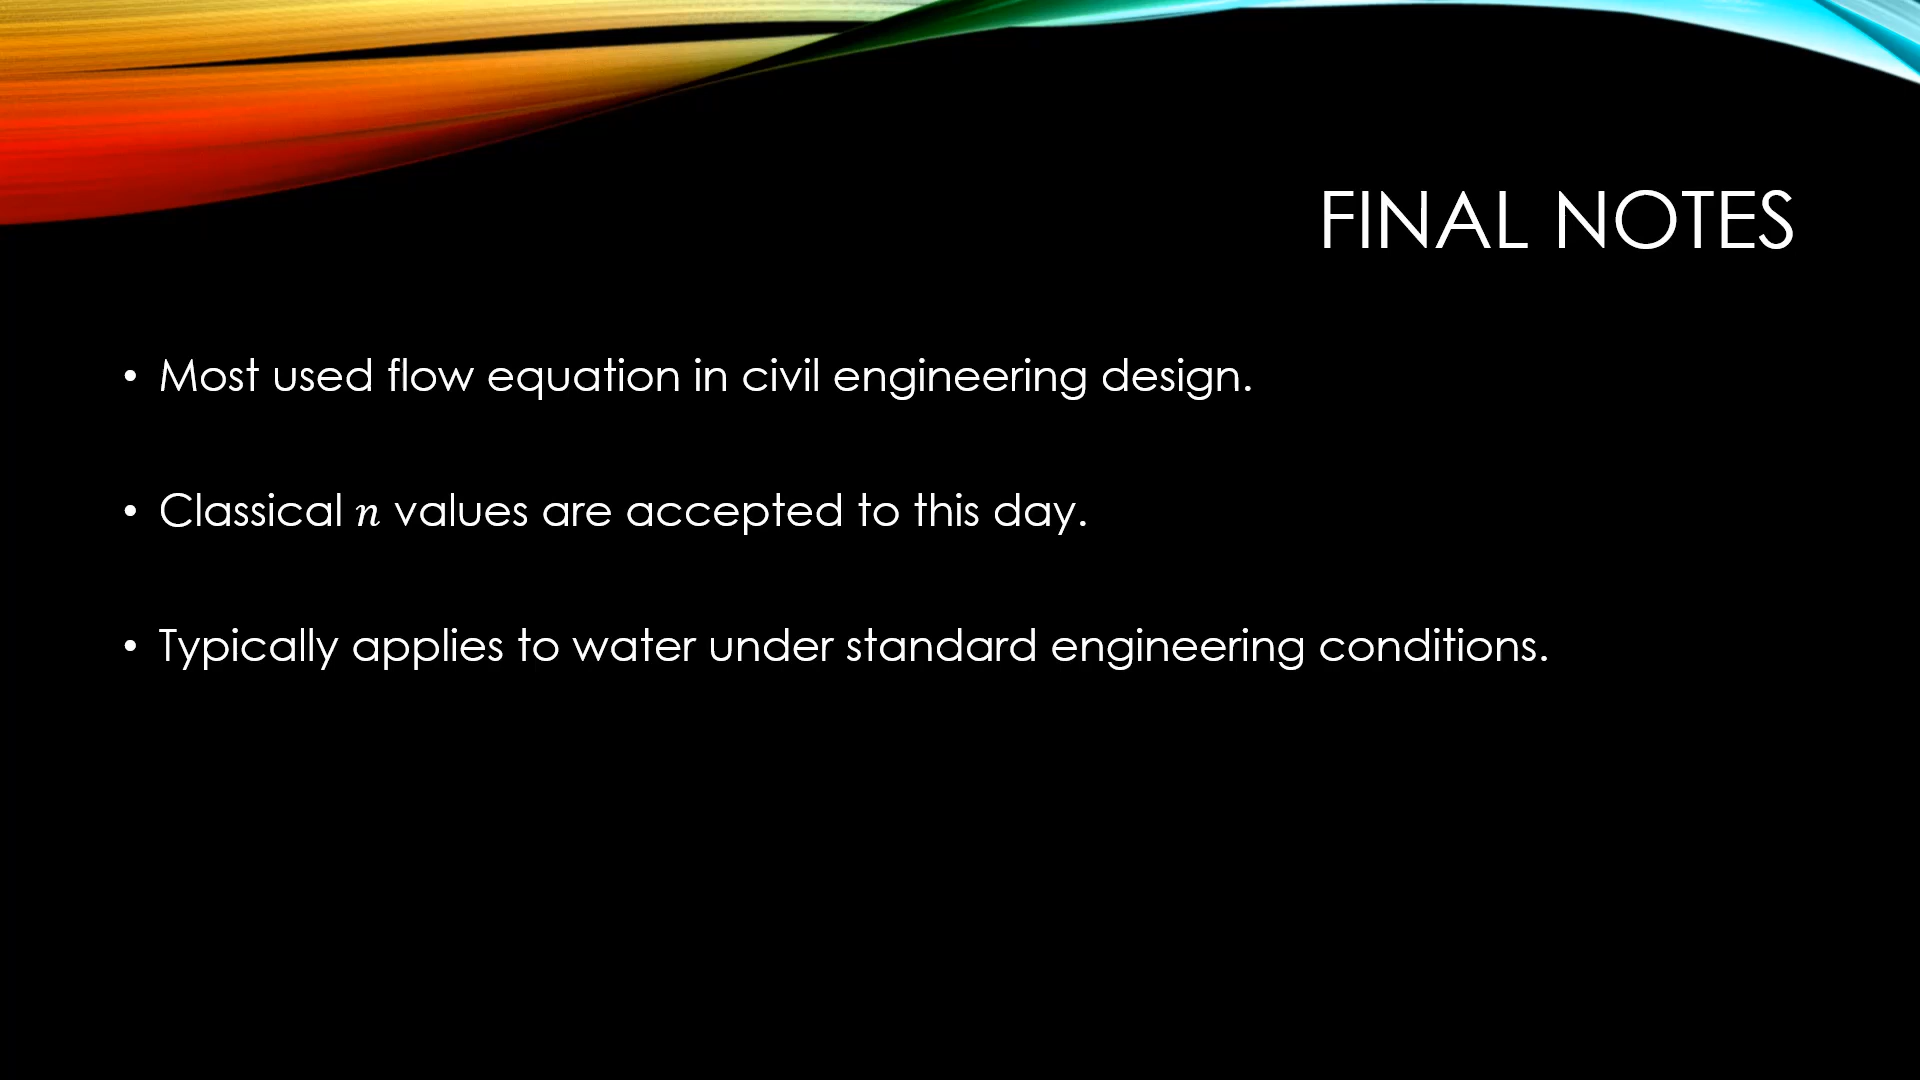 FINAL NOTES
• Most used flow equation in civil engineering design.
• Classical n values are accepted to this day.
• Typically applies to water under standard engineering conditions.